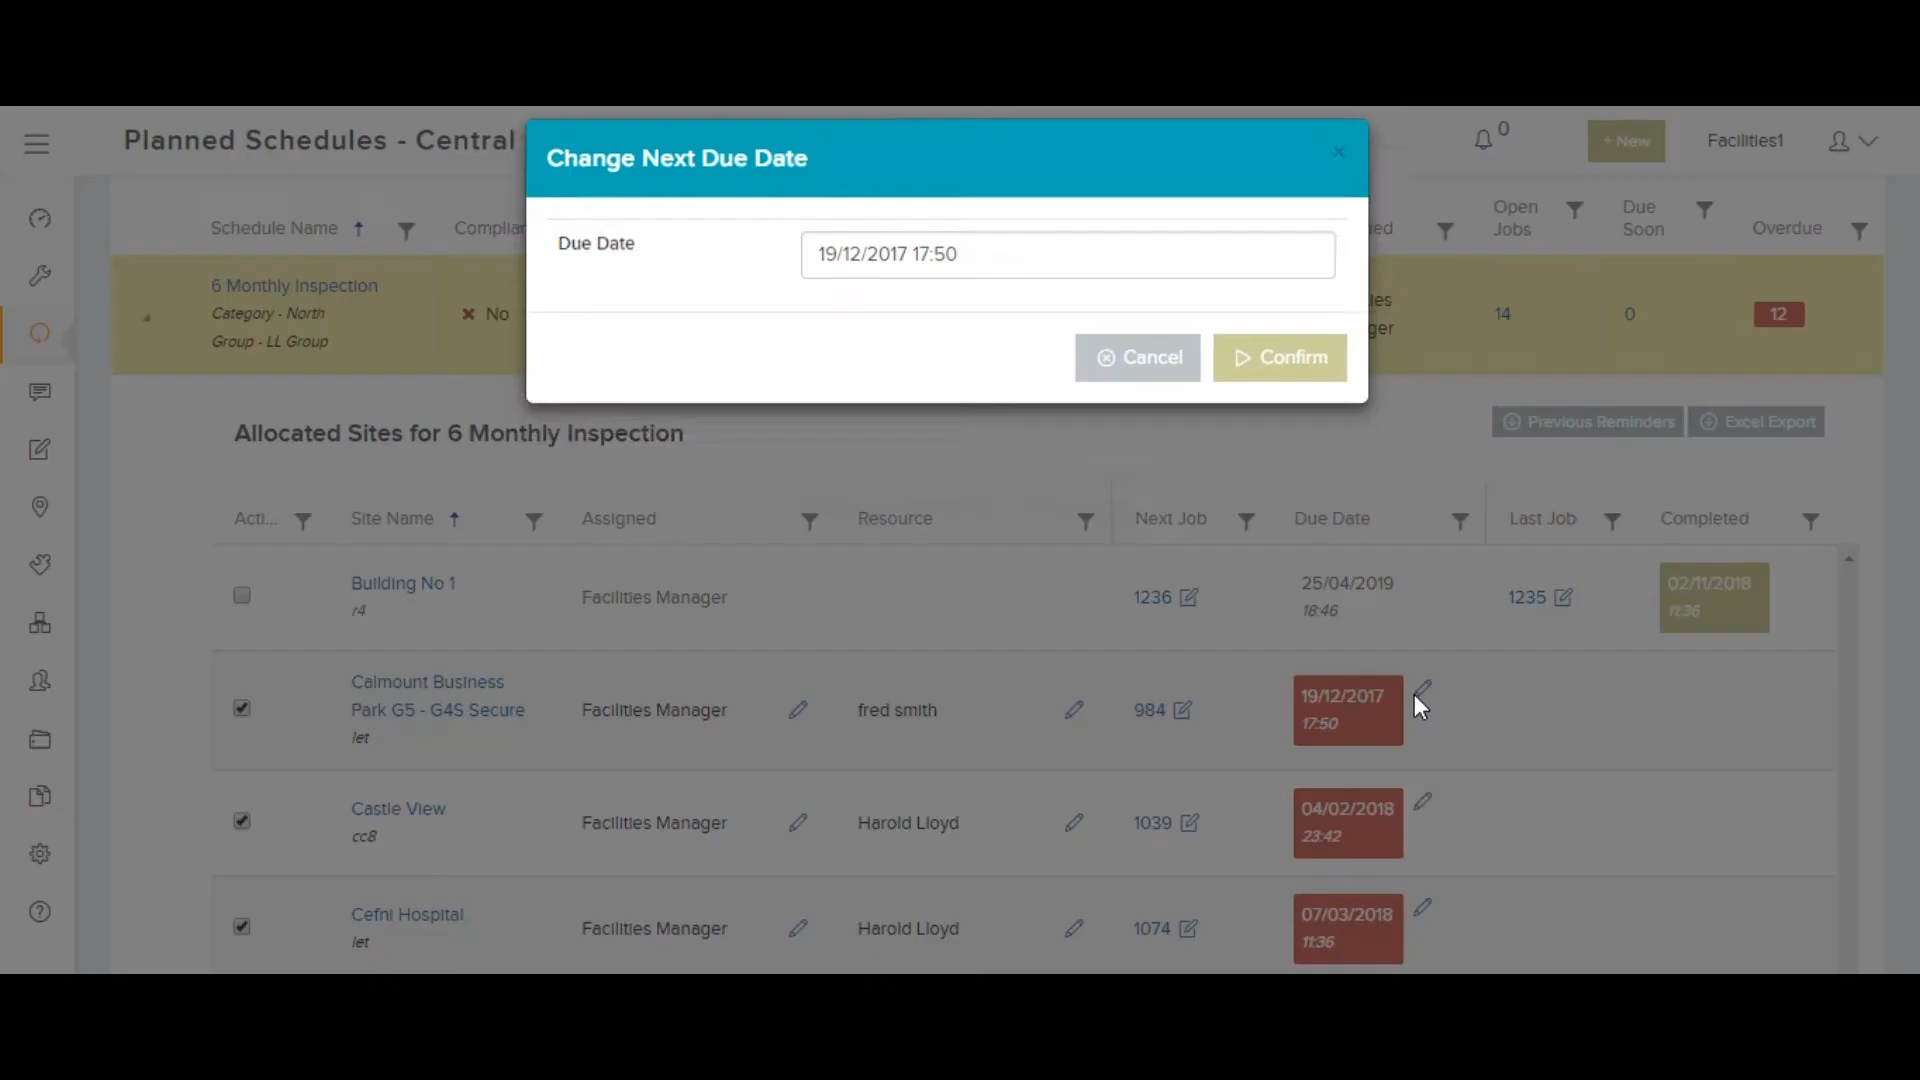 Planned Schedules - Central
Change Next Due Date
×
0
+ New
Facilities1
Schedule Name
Open Jobs
Due Soon
Overdue
Due Date
19/12/2017 17:50
6 Monthly Inspection
Category - North
Group - LL Group
No
14
0
12
Cancel
Confirm
Allocated Sites for 6 Monthly Inspection
Previous Reminders
Excel Export
Acti...
Site Name
Assigned
Resource
Next Job
Due Date
Last Job
Completed
Building No 1
r4
Facilities Manager
1236
25/04/2019
18:46
1235
02/11/2018
11:36
Calmount Business
Park G5 - G4S Secure
let
Facilities Manager
fred smith
984
19/12/2017
17:50
Castle View
cc8
Facilities Manager
Harold Lloyd
1039
04/02/2018
23:42
Cefni Hospital
let
Facilities Manager
Harold Lloyd
1074
07/03/2018
11:36